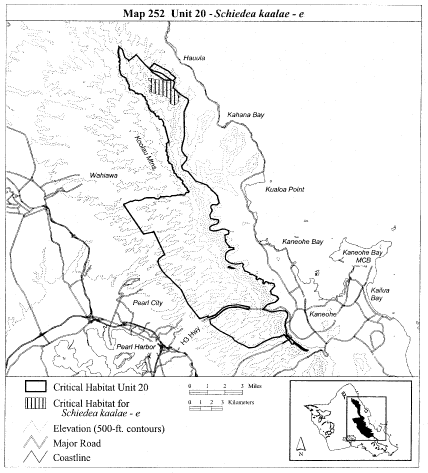 Map 252 Unit 20 - Schiedea kaalae - e
Hauula
Kahana Bay
Koolau Mtns.
Wahiawa
Kualoa Point
Kaneohe Bay
Kaneohe Bay
MCB
Kailua
Bay
Pearl City
Kaneohe
H3 Hwy
Pearl Harbor
Critical Habitat Unit 20
Critical Habitat for
Schiedea kaalae - e
Elevation (500-ft. contours)
Major Road
Coastline
0 1 2 3 Miles
0 1 2 3 Kilometers
N